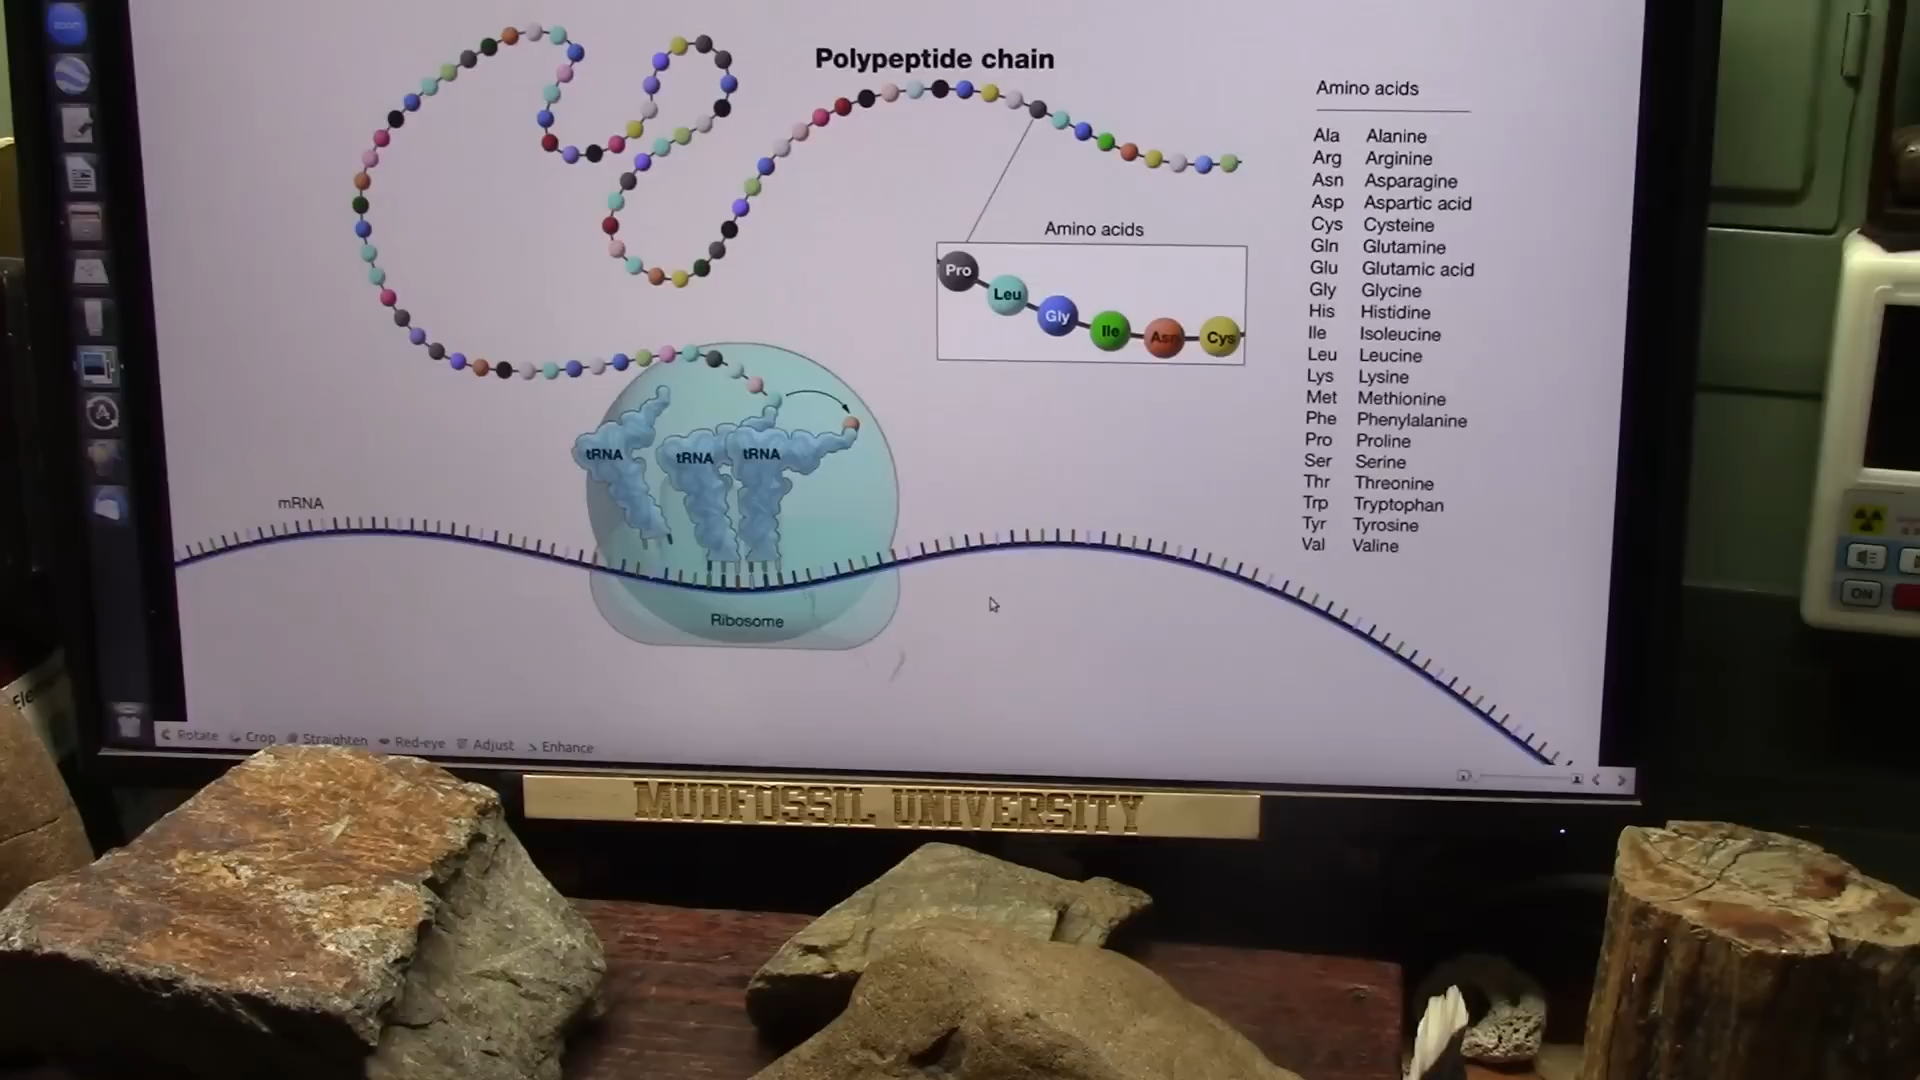 zoom
Polypeptide chain
Amino acids
Ala Alanine
Arg Arginine
Asn Asparagine
Asp Aspartic acid
Cys Cysteine
Gln Glutamine
Glu Glutamic acid
Gly Glycine
His Histidine
Ile Isoleucine
Leu Leucine
Lys Lysine
Met Methionine
Phe Phenylalanine
Pro Proline
Ser Serine
Thr Threonine
Trp Tryptophan
Tyr Tyrosine
Val Valine
Amino acids
Pro Leu Gly Ile Asn Cys
tRNA tRNA tRNA
mRNA
Ribosome
Rotate Crop Straighten Red-eye Adjust Enhance
MUDFOSSIL UNIVERSITY
ON